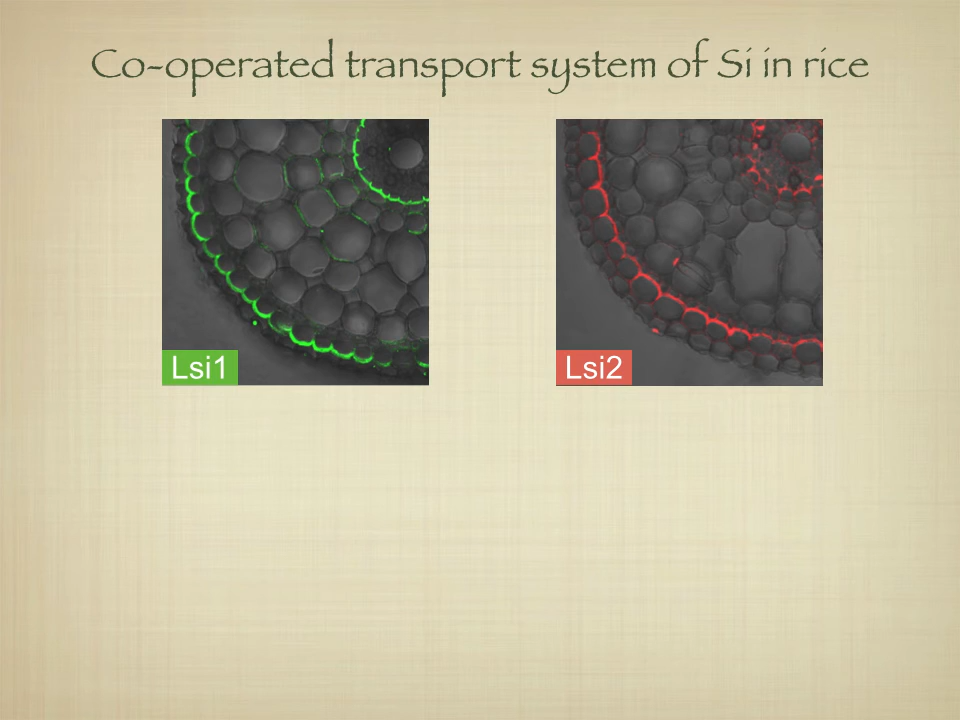 Co-operated transport system of Si in rice
Lsi1
Lsi2